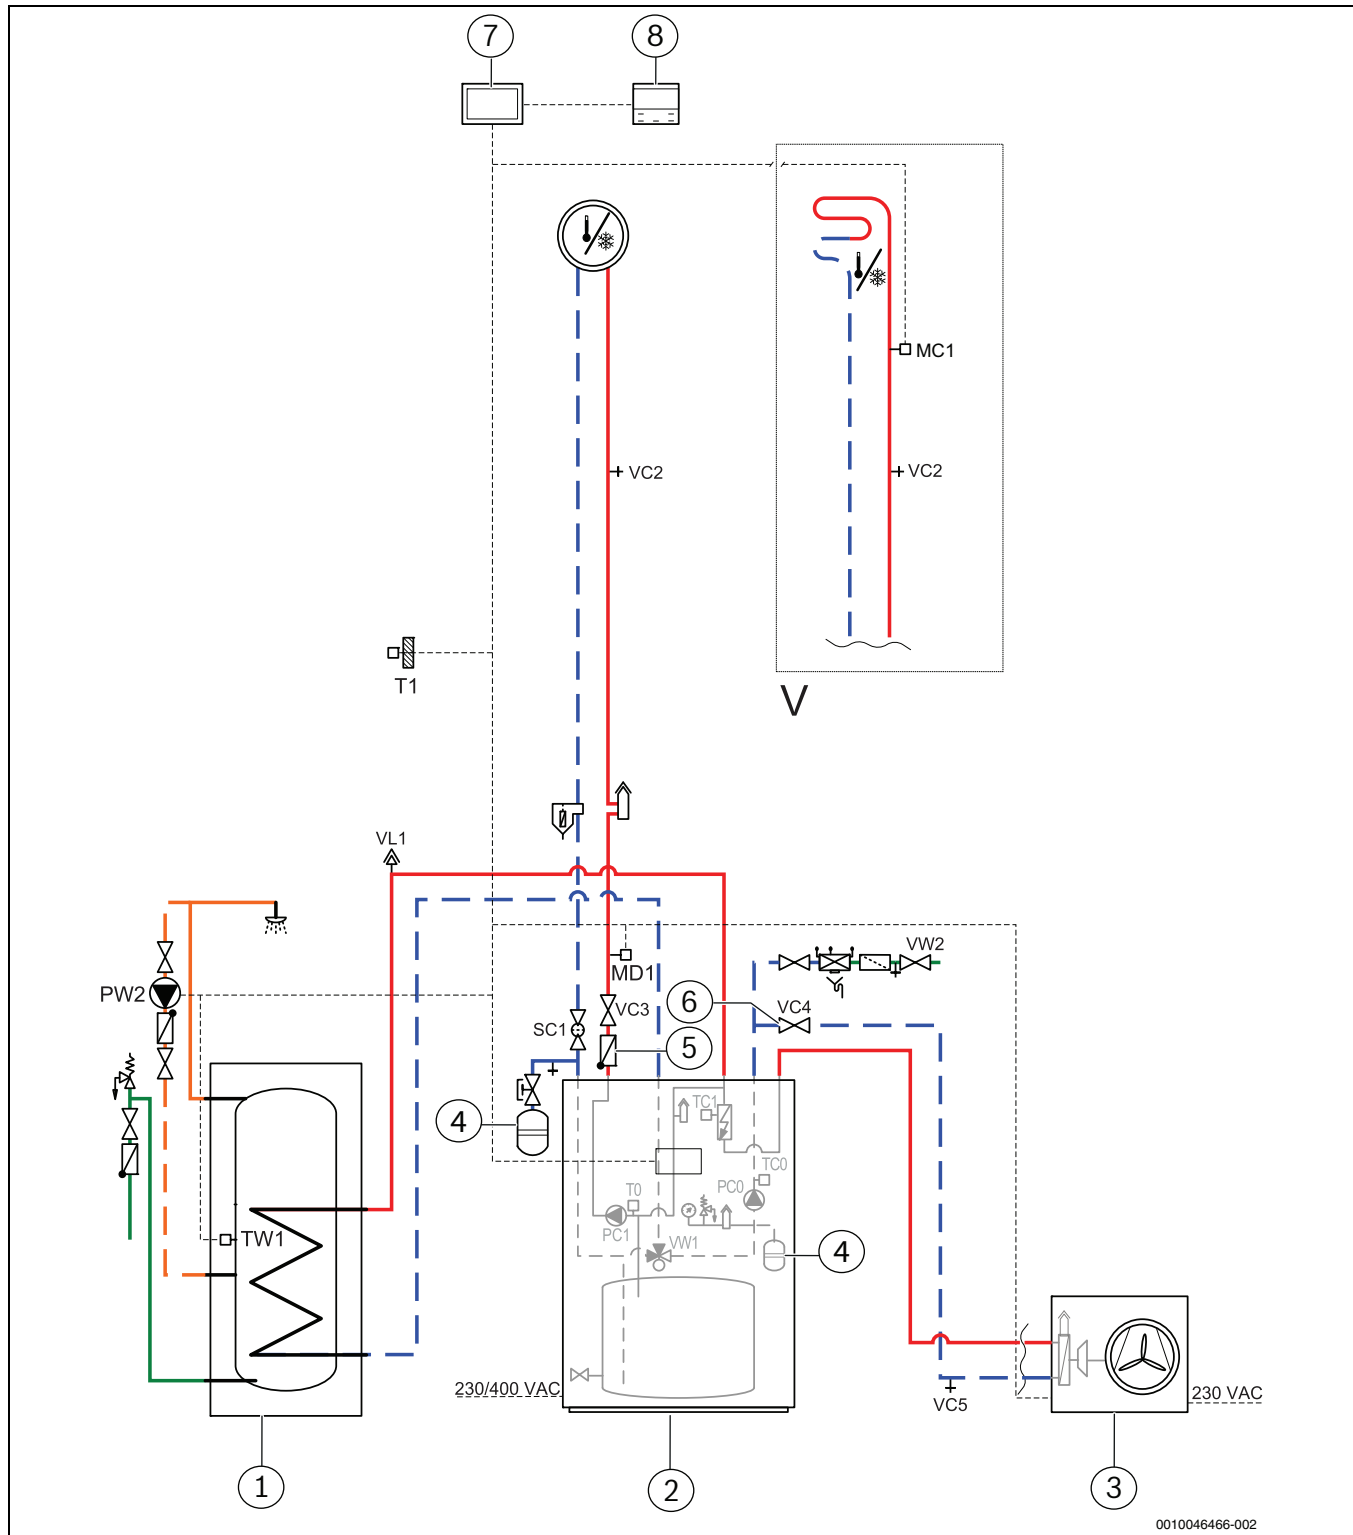 7
8
MC1
VC2
VC2
T1
V
VL1
VW2
MD1
PW2
6
VC4
VC3
SC1
5
4
TC1
TC0
T0
PC0
PC1
VW1
4
TW1
230/400 VAC
VC5
230 VAC
1
2
3
0010046466-002